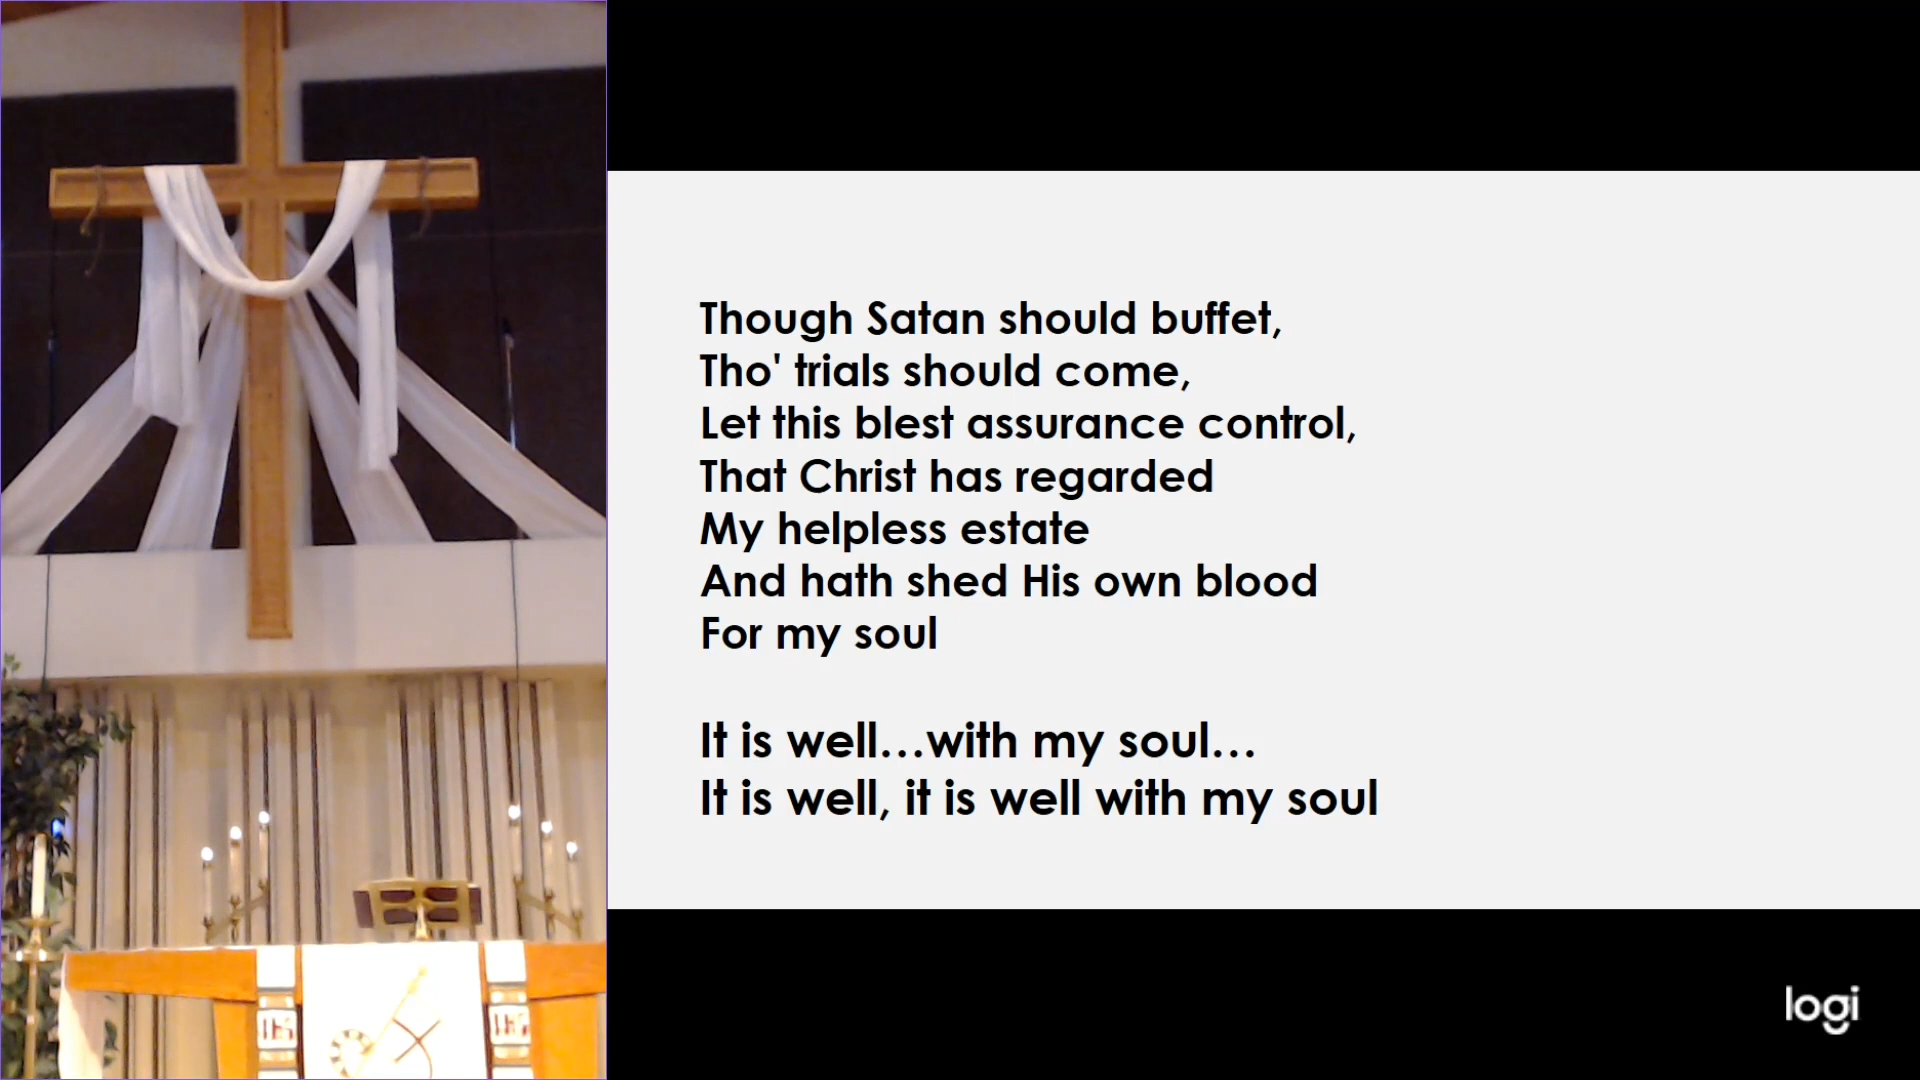 Though Satan should buffet,
Tho' trials should come,
Let this blest assurance control,
That Christ has regarded
My helpless estate
And hath shed His own blood
For my soul
It is well…with my soul…
It is well, it is well with my soul
logi